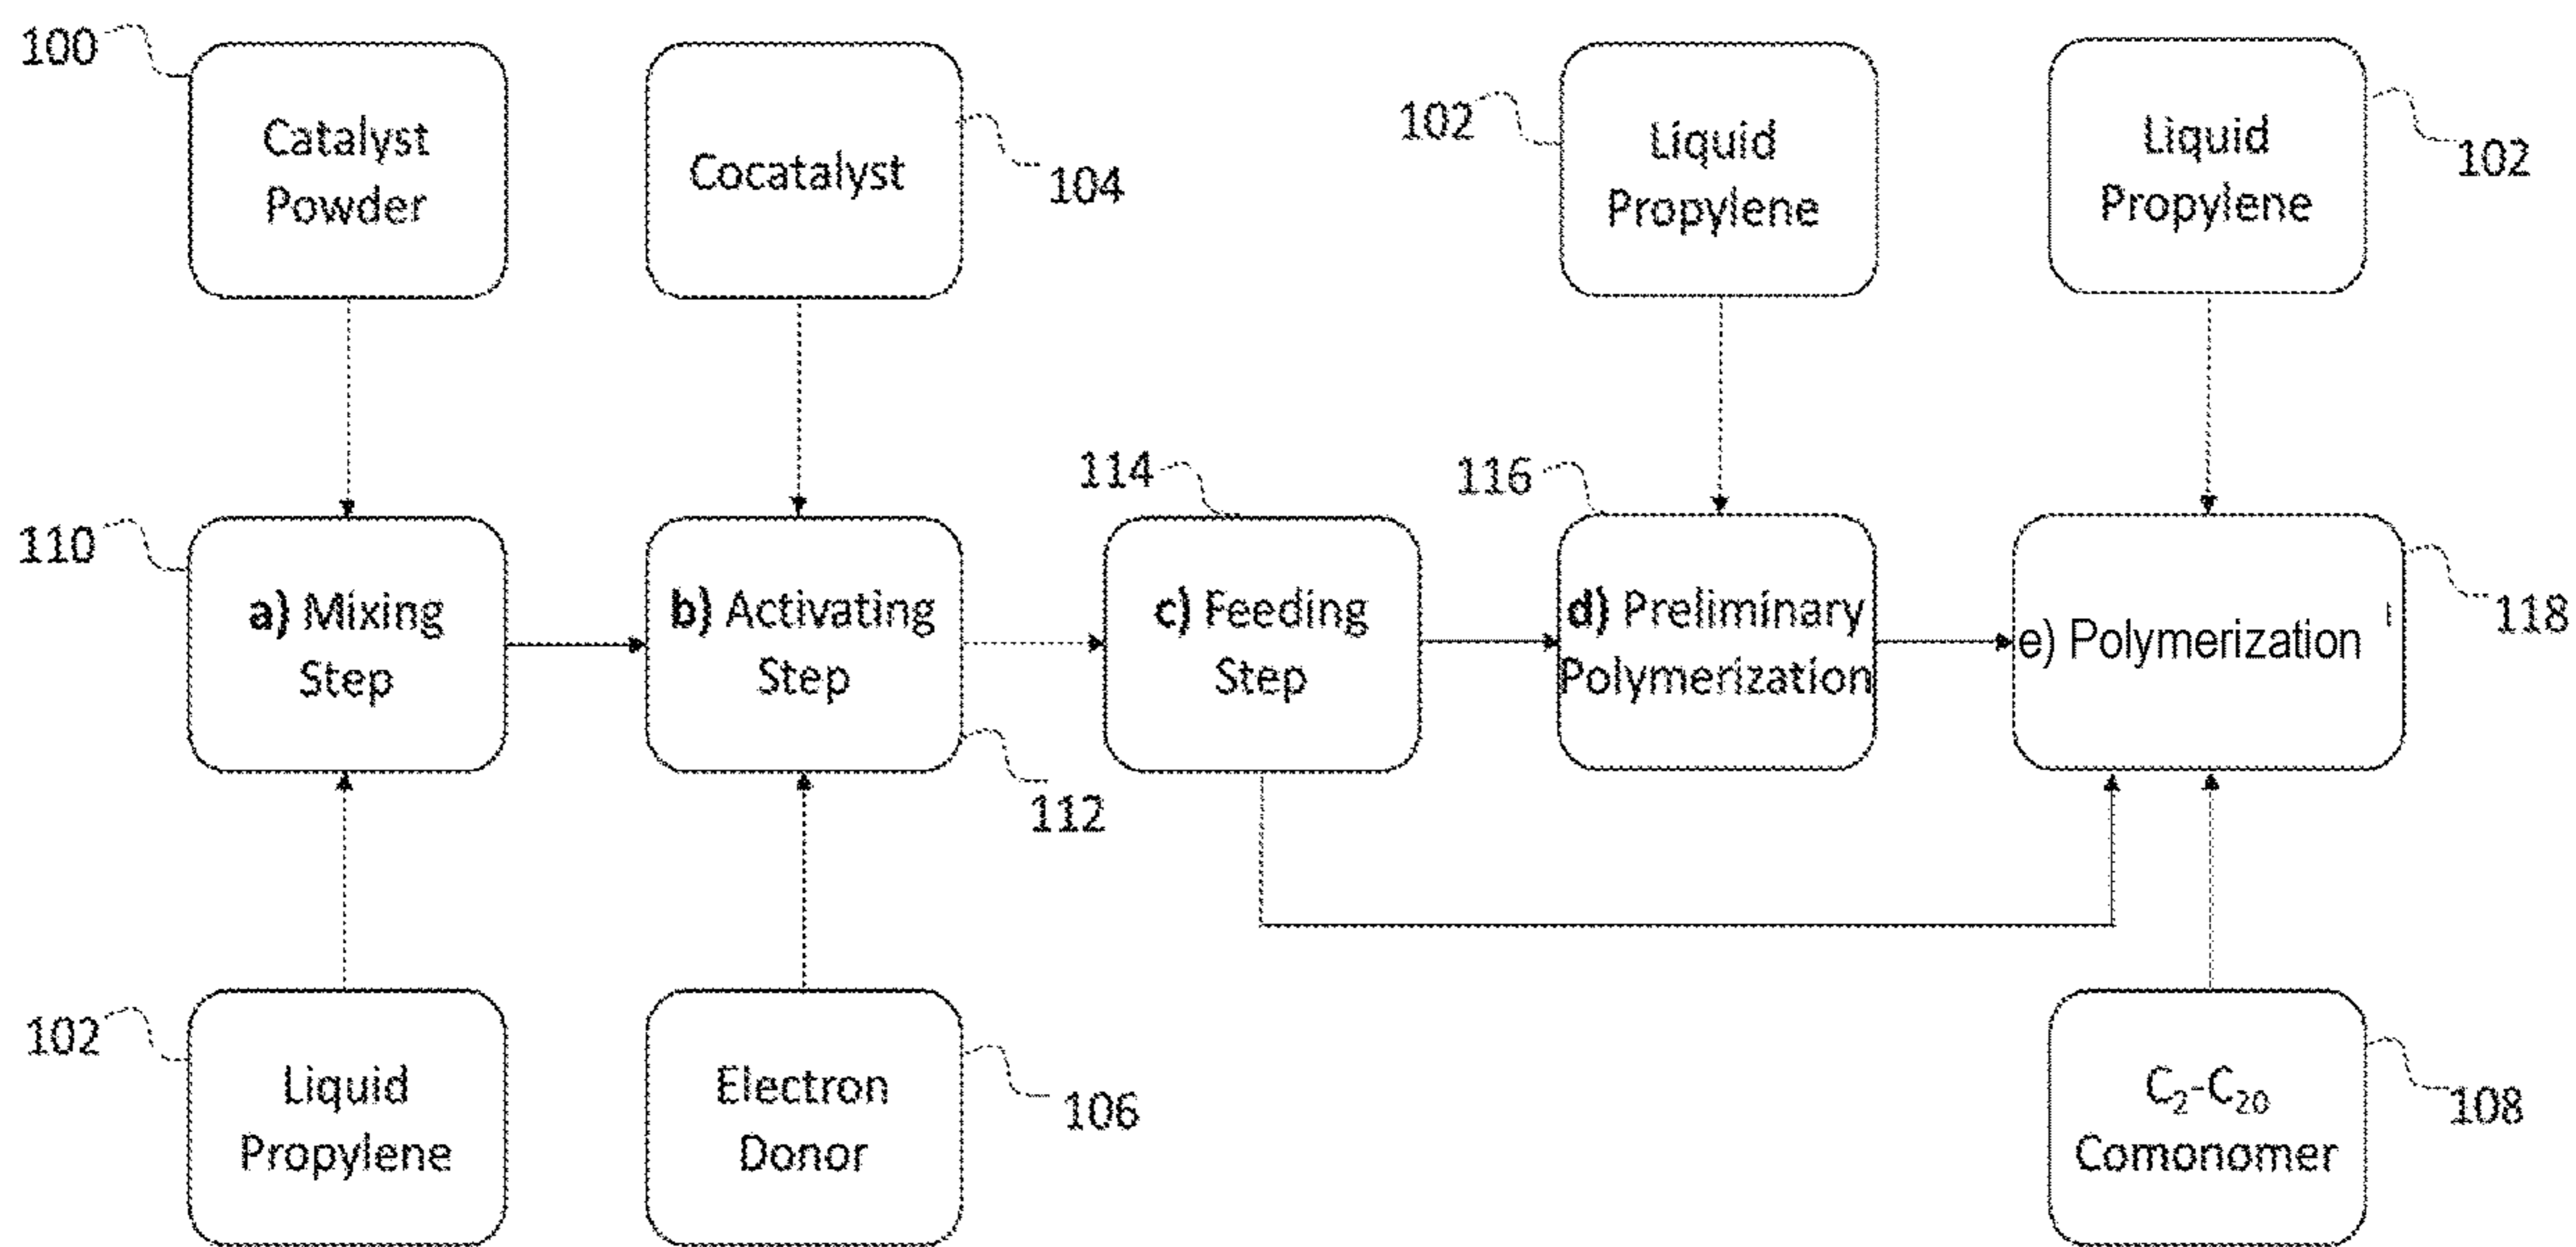 100
Catalyst
Powder
Cocatalyst
104
102
Liquid
Propylene
Liquid
Propylene
102
110
a) Mixing
Step
b) Activating
Step
112
114
c) Feeding
Step
116
d) Preliminary
Polymerization
e) Polymerization
118
102
Liquid
Propylene
Electron
Donor
106
C₂-C₂₀
Comonomer
108